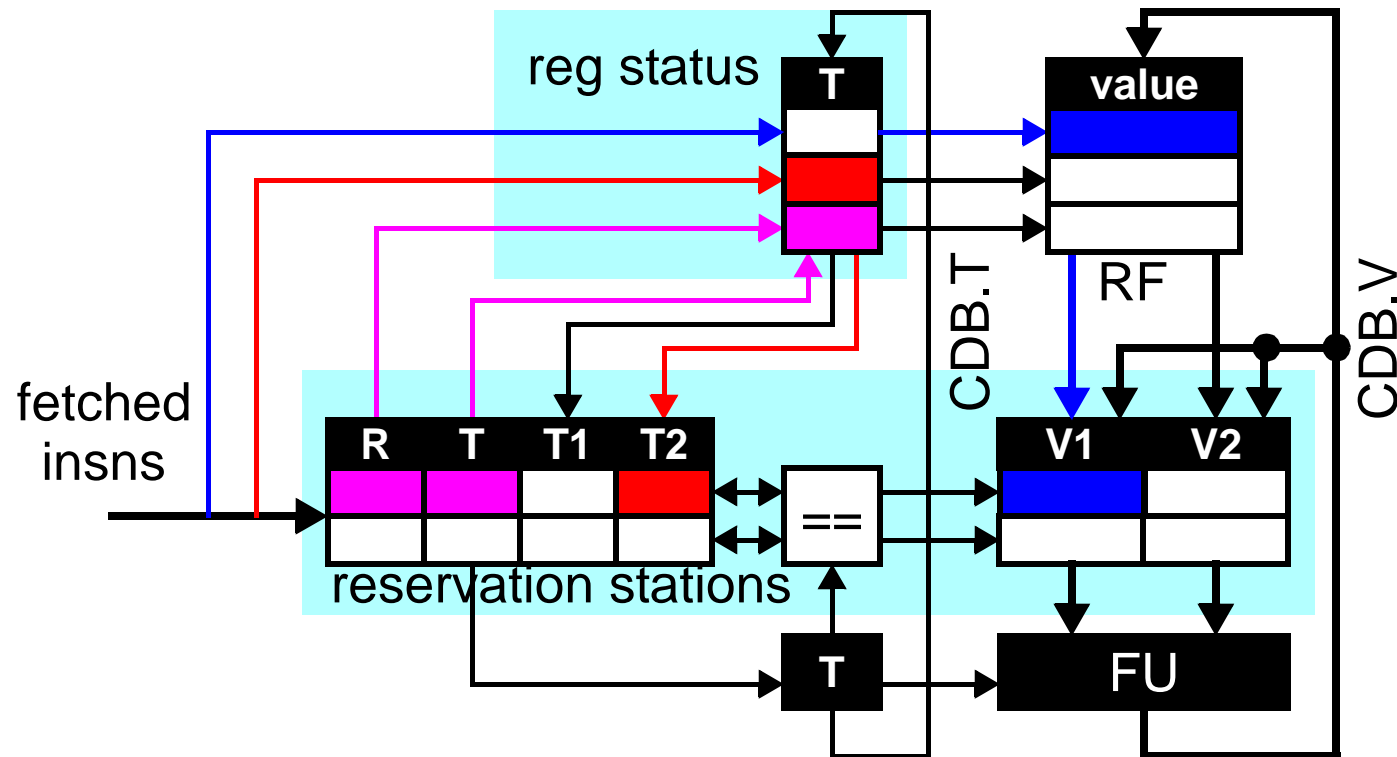 reg status
T
value
RF
CDB.T
CDB.V
fetched
insns
R T T1 T2
V1 V2
==
reservation stations
T
FU